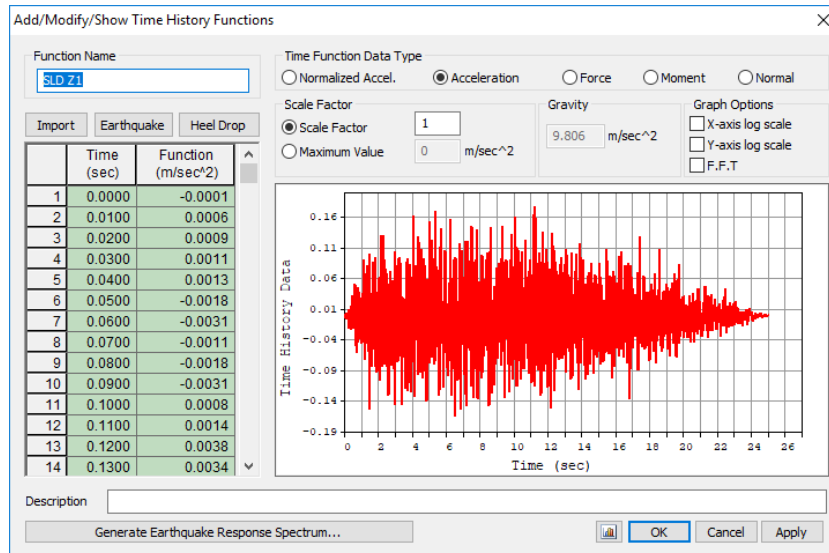 Add/Modify/Show Time History Functions
Function Name
SLD Z1
Time Function Data Type
Normalized Accel. Acceleration Force Moment Normal
Import Earthquake Heel Drop
Scale Factor
Scale Factor 1
Maximum Value 0 m/sec^2
Gravity
9.806 m/sec^2
Graph Options
X-axis log scale
Y-axis log scale
F.F.T
Time (sec) Function (m/sec^2)
1 0.0000 -0.0001
2 0.0100 0.0006
3 0.0200 0.0009
4 0.0300 0.0011
5 0.0400 0.0013
6 0.0500 -0.0018
7 0.0600 -0.0031
8 0.0700 -0.0011
9 0.0800 -0.0018
10 0.0900 -0.0031
11 0.1000 0.0008
12 0.1100 0.0014
13 0.1200 0.0038
14 0.1300 0.0034
Time History Data
0.16
0.11
0.06
0.01
-0.04
-0.09
-0.14
-0.19
0 2 4 6 8 10 12 14 16 18 20 22 24 26
Time (sec)
Description
Generate Earthquake Response Spectrum... OK Cancel Apply